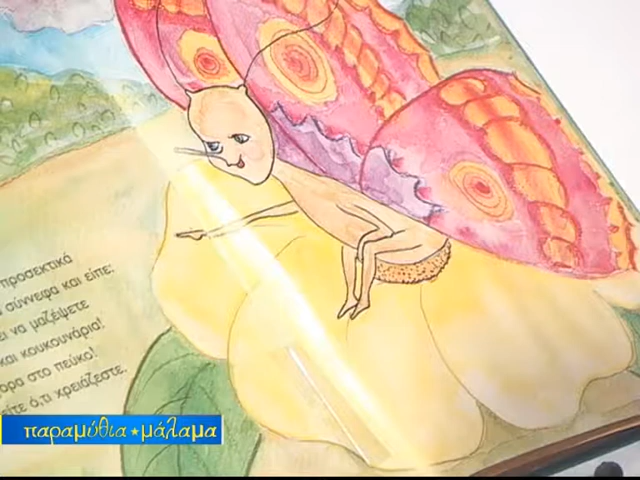 προσεκτικά
σύννεφα και είπε:
να μαζέψετε
και κουκουνάρια!
στο πεύκο!
ό,τι χρειάζεστε.
παραμύθια★μάλαμα